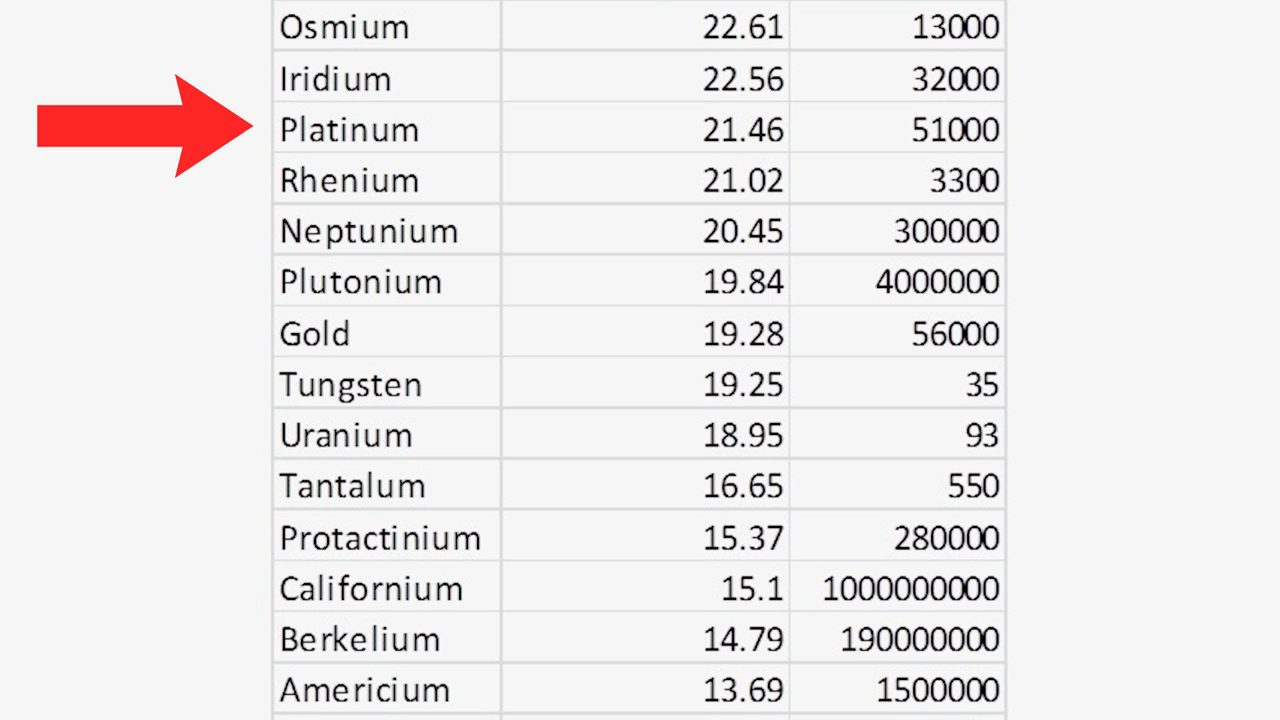 Osmium 22.61 13000
Iridium 22.56 32000
Platinum 21.46 51000
Rhenium 21.02 3300
Neptunium 20.45 300000
Plutonium 19.84 4000000
Gold 19.28 56000
Tungsten 19.25 35
Uranium 18.95 93
Tantalum 16.65 550
Protactinium 15.37 280000
Californium 15.1 1000000000
Berkelium 14.79 190000000
Americium 13.69 1500000